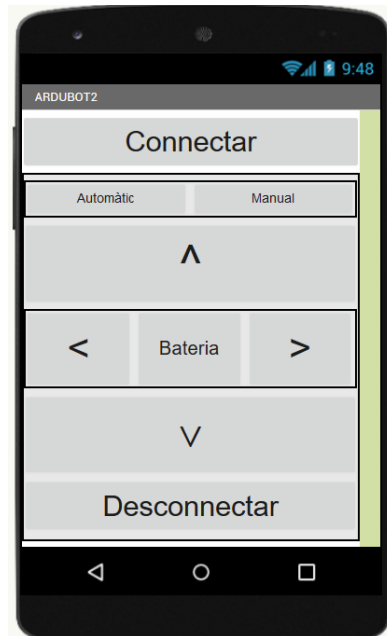 9:48
ARDUBOT2
Connectar
Automàtic Manual
^
< Bateria >
V
Desconnectar